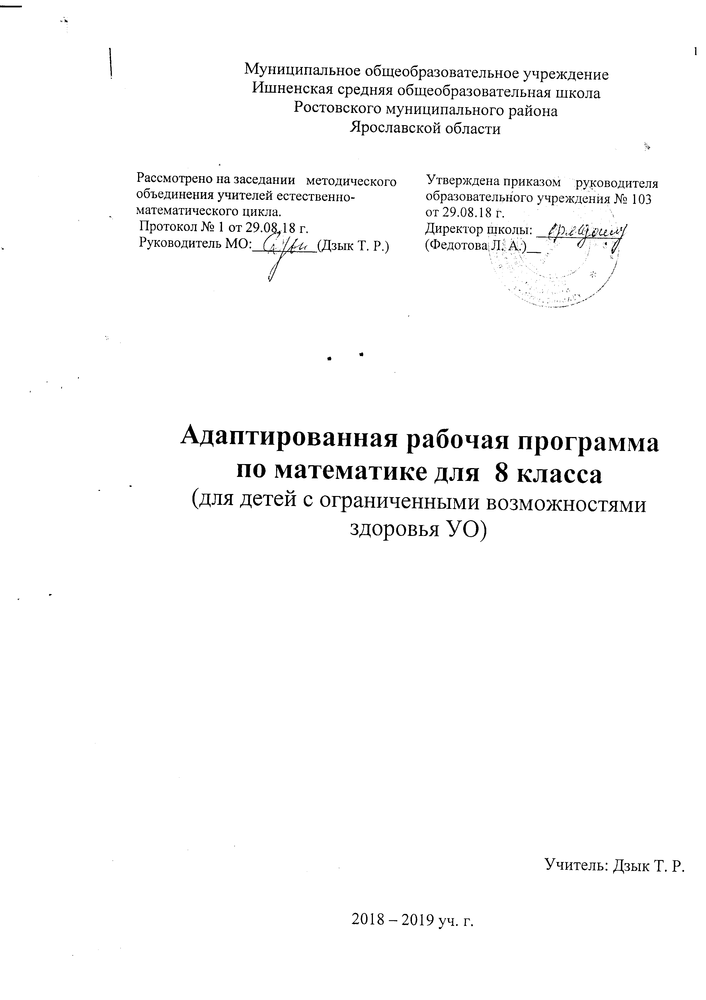 1
Муниципальное общеобразовательное учреждение
Ишненская средняя общеобразовательная школа
Ростовского муниципального района
Ярославской области
Рассмотрено на заседании методического
объединения учителей естественно-
математического цикла.
Протокол № 1 от 29.08.18 г.
Руководитель МО:__________(Дзык Т. Р.)
Утверждена приказом руководителя
образовательного учреждения № 103
от 29.08.18 г.
Директор школы: ____________
(Федотова Л. А.)__
Адаптированная рабочая программа
по математике для 8 класса
(для детей с ограниченными возможностями
здоровья УО)
Учитель: Дзык Т. Р.
2018 – 2019 уч. г.